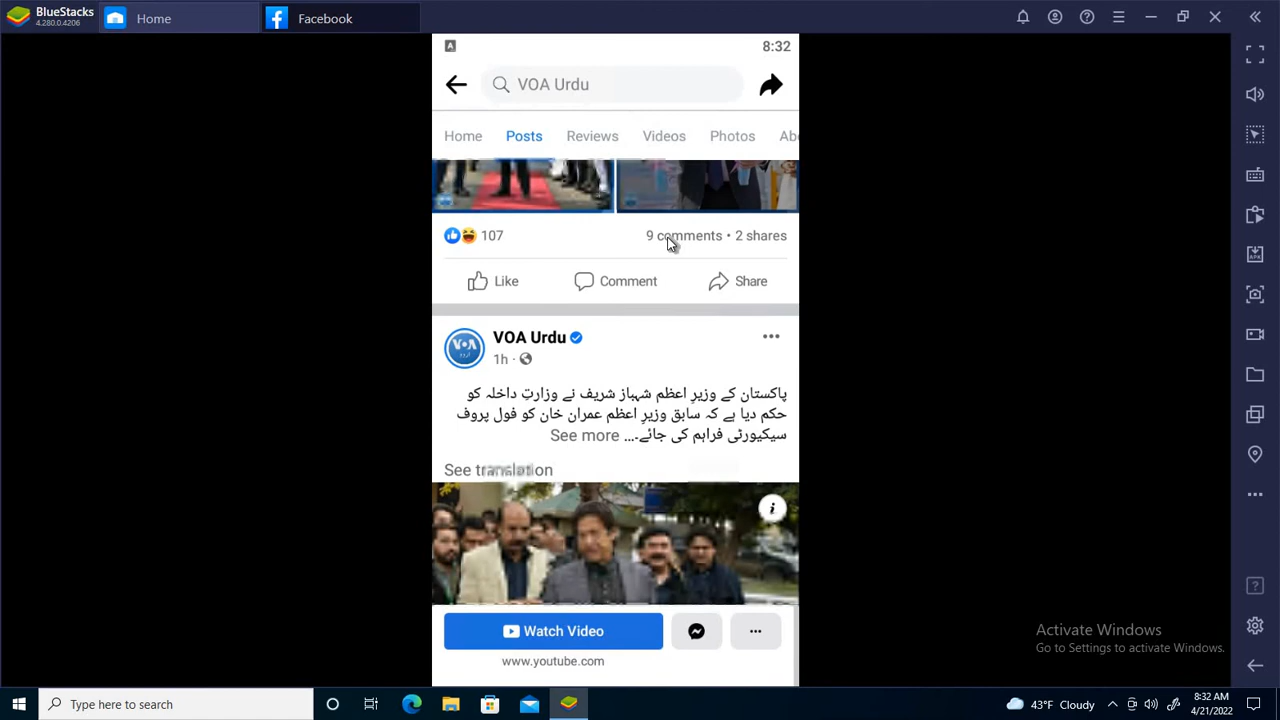 BlueStacks
4.280.0.4206
Home
Facebook
8:32
VOA Urdu
Home Posts Reviews Videos Photos Ab
107
9 comments • 2 shares
Like Comment Share
VOA Urdu
1h
پاکستان کے وزیرِ اعظم شہباز شریف نے وزارتِ داخلہ کو
حکم دیا ہے کہ سابق وزیرِ اعظم عمران خان کو فول پروف
سیکیورٹی فراہم کی جائے۔... See more
See translation
Watch Video
www.youtube.com
Activate Windows
Go to Settings to activate Windows.
Type here to search
43°F Cloudy
8:32 AM
4/21/2022